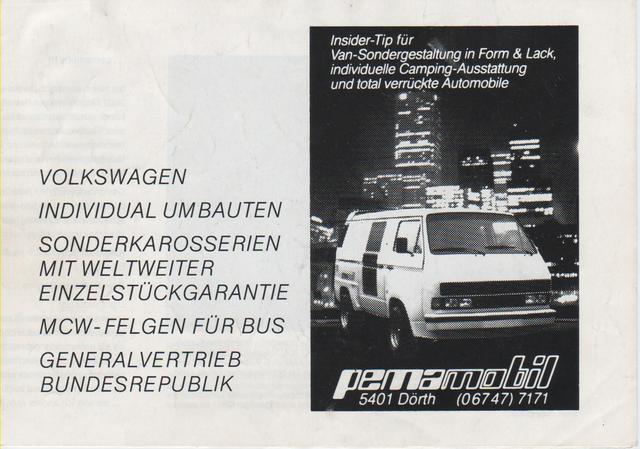 VOLKSWAGEN
INDIVIDUAL UMBAUTEN
SONDERKAROSSERIEN
MIT WELTWEITER
EINZELSTÜCKGARANTIE
MCW-FELGEN FÜR BUS
GENERALVERTRIEB
BUNDESREPUBLIK
Insider-Tip für
Van-Sondergestaltung in Form & Lack,
individuelle Camping-Ausstattung
und total verrückte Automobile
pemamobil
5401 Dörth (06747) 7171